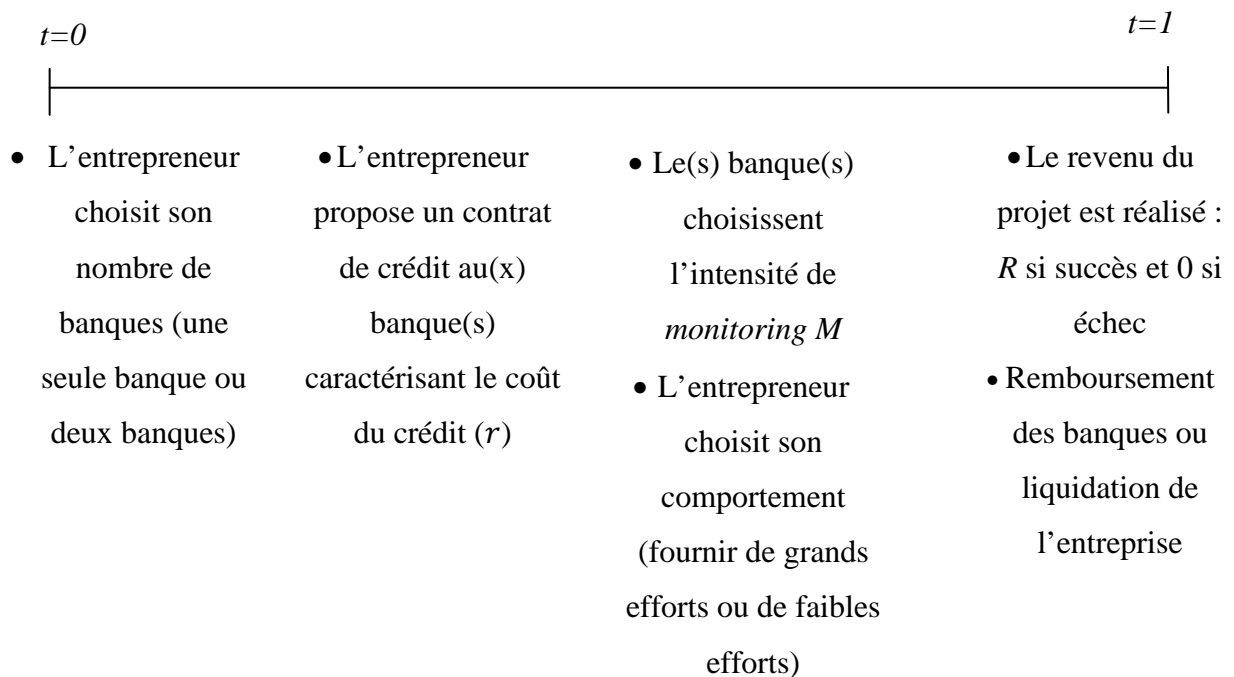 t=0
t=1
• L’entrepreneur
choisit son
nombre de
banques (une
seule banque ou
deux banques)
• L’entrepreneur
propose un contrat
de crédit au(x)
banque(s)
caractérisant le coût
du crédit (r)
• Le(s) banque(s)
choisissent
l’intensité de
monitoring M
• L’entrepreneur
choisit son
comportement
(fournir de grands
efforts ou de faibles
efforts)
• Le revenu du
projet est réalisé :
R si succès et 0 si
échec
• Remboursement
des banques ou
liquidation de
l’entreprise